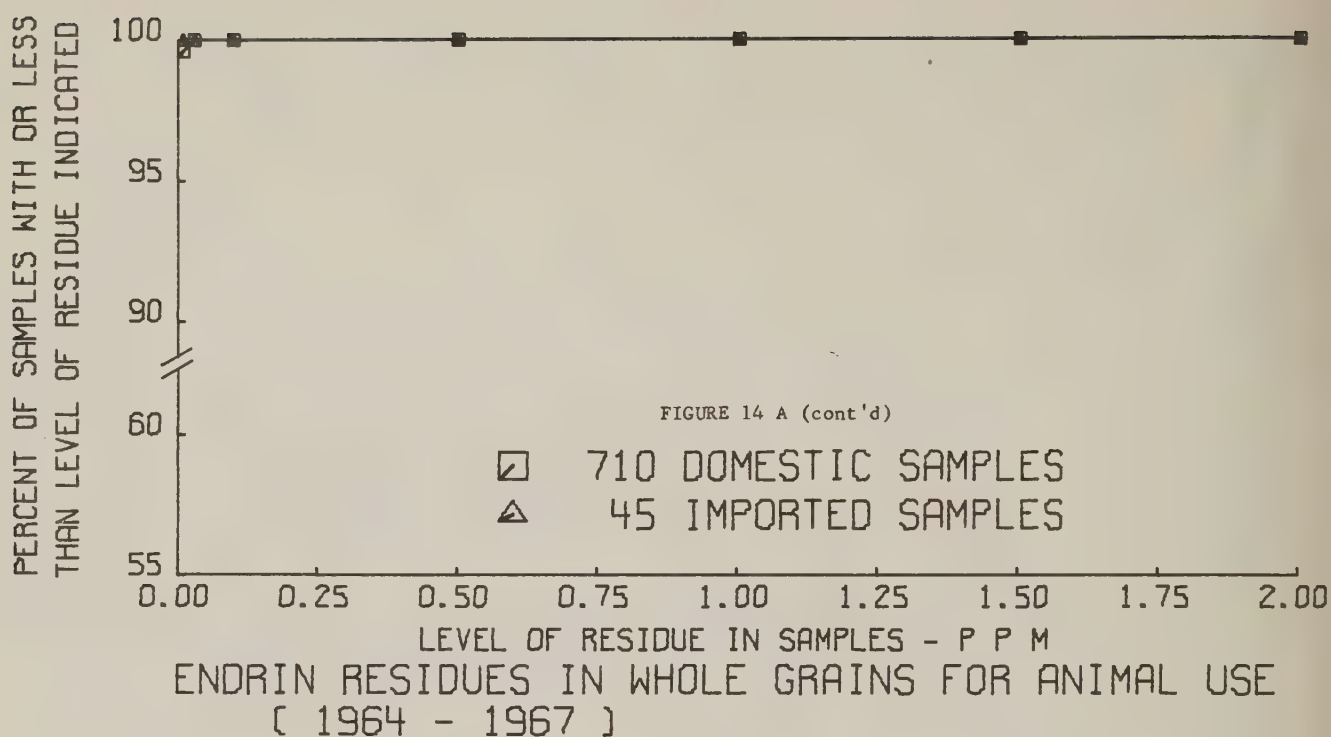 PERCENT OF SAMPLES WITH OR LESS
THAN LEVEL OF RESIDUE INDICATED
100
95
90
60
55
0.00 0.25 0.50 0.75 1.00 1.25 1.50 1.75 2.00
FIGURE 14 A (cont'd)
710 DOMESTIC SAMPLES
45 IMPORTED SAMPLES
LEVEL OF RESIDUE IN SAMPLES - P P M
ENDRIN RESIDUES IN WHOLE GRAINS FOR ANIMAL USE
[ 1964 - 1967 ]